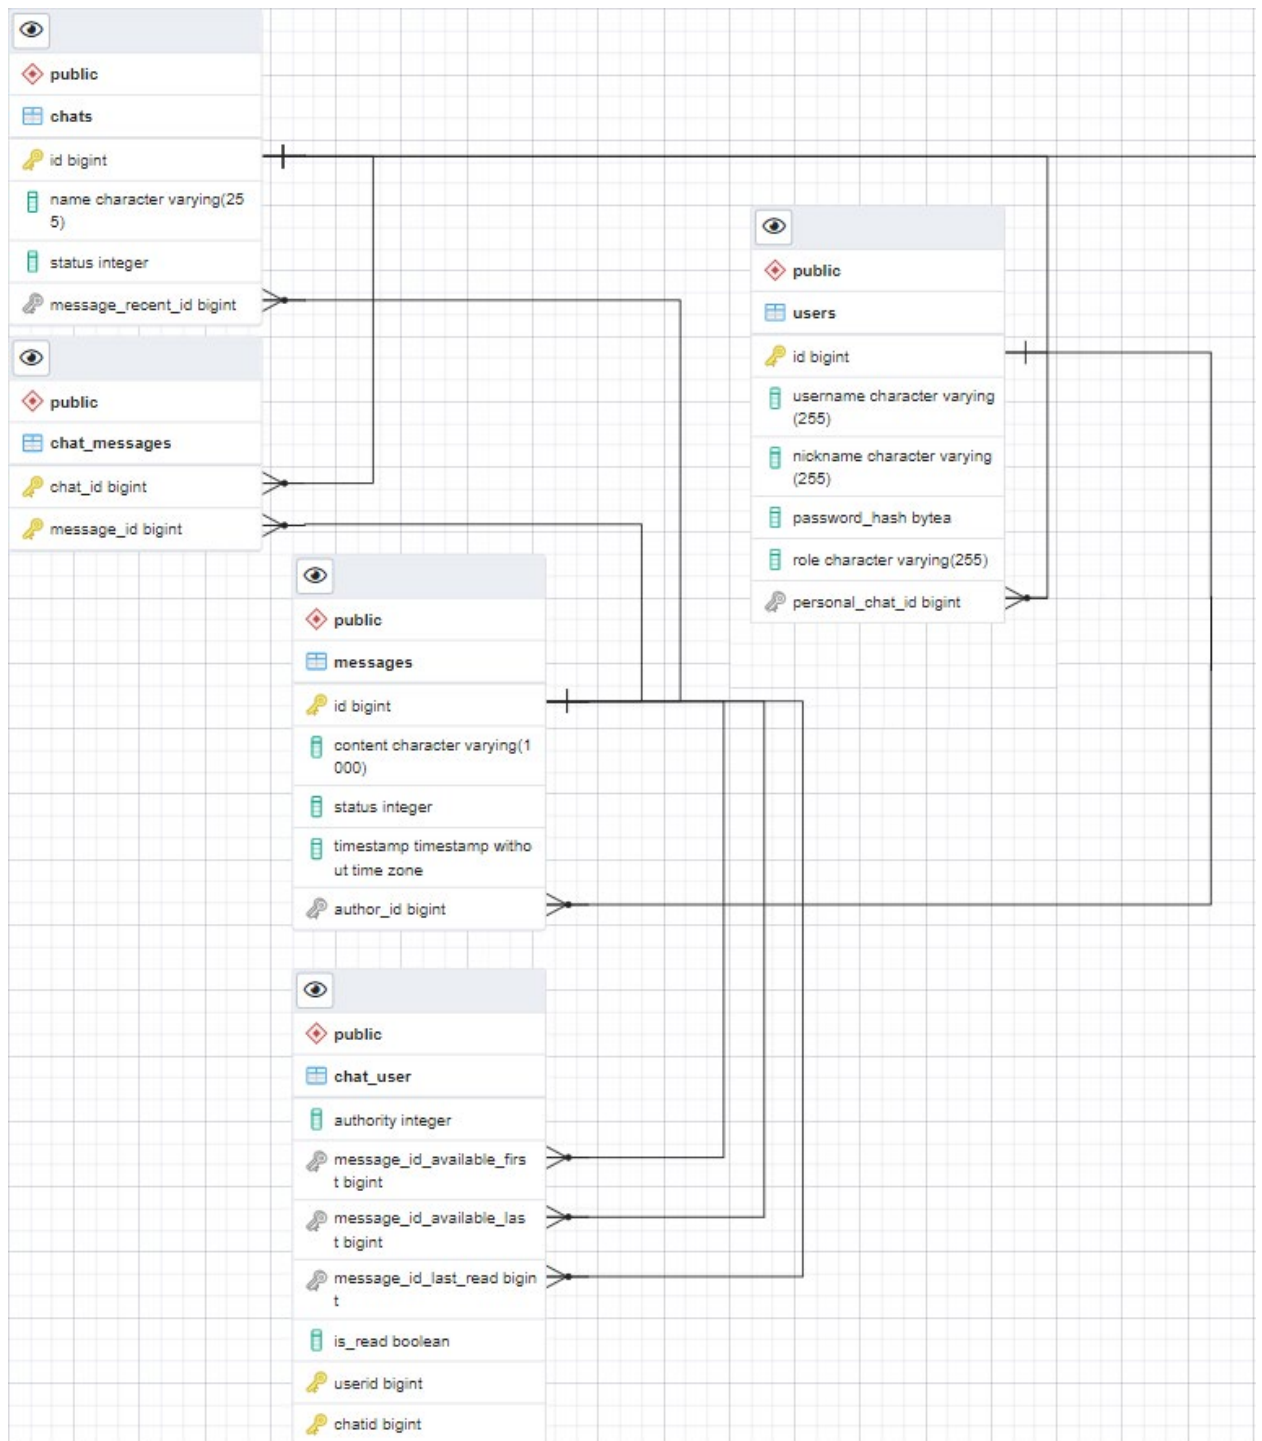 public
chats
id bigint
name character varying(25
5)
status integer
message_recent_id bigint
public
chat_messages
chat_id bigint
message_id bigint
public
users
id bigint
username character varying
(255)
nickname character varying
(255)
password_hash bytea
role character varying(255)
personal_chat_id bigint
public
messages
id bigint
content character varying(1
000)
status integer
timestamp timestamp witho
ut time zone
author_id bigint
public
chat_user
authority integer
message_id_available_firs
t bigint
message_id_available_las
t bigint
message_id_last_read bigin
t
is_read boolean
userid bigint
chatid bigint